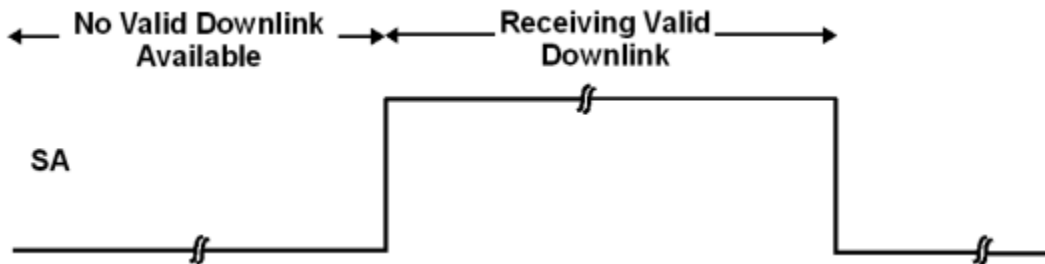 No Valid Downlink
Available
Receiving Valid
Downlink
SA